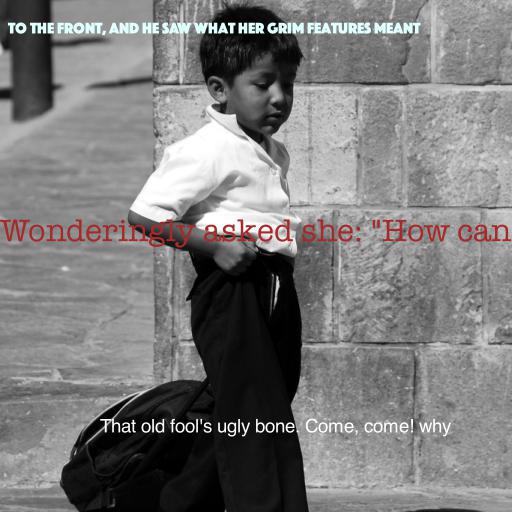 TO THE FRONT, AND HE SAW WHAT HER GRIM FEATURES MEANT
Wonderingly asked she: "How can
That old fool's ugly bone. Come, come! why